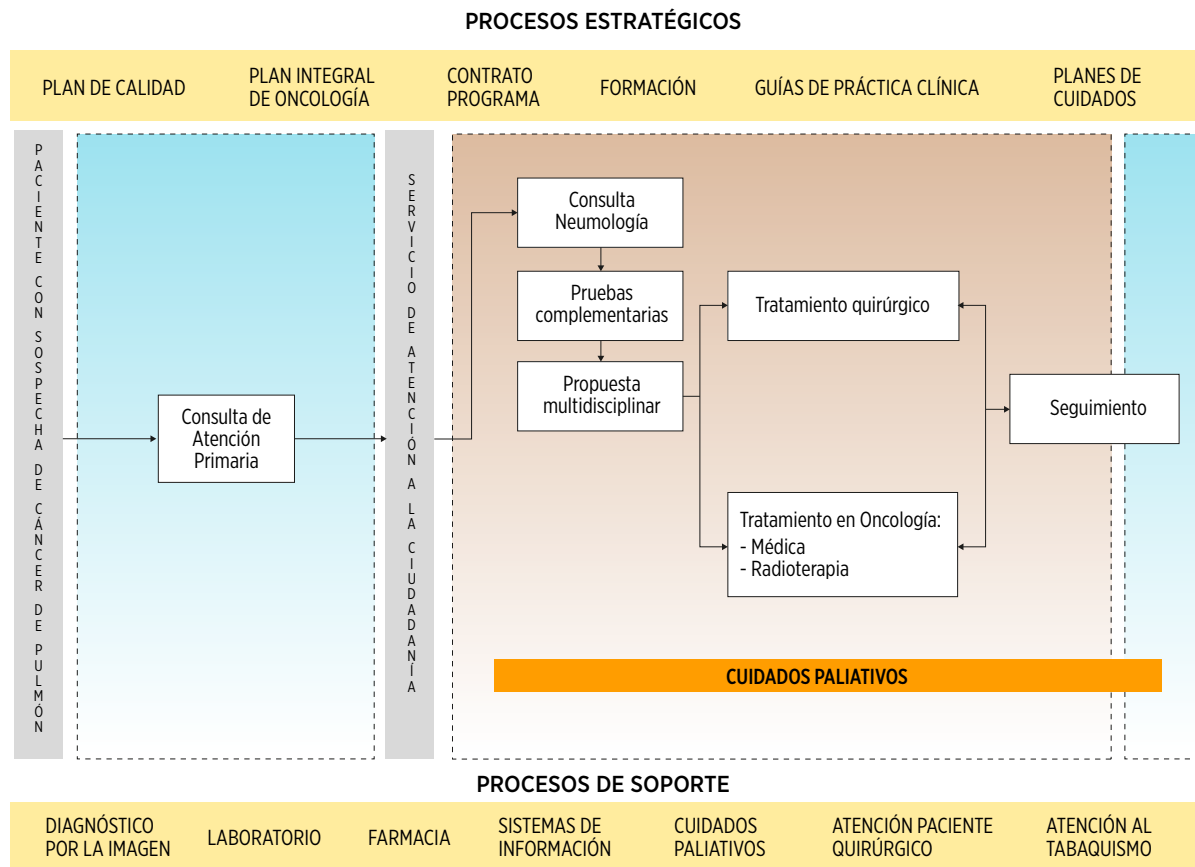 PROCESOS ESTRATÉGICOS
PLAN DE CALIDAD
PLAN INTEGRAL
DE ONCOLOGÍA
CONTRATO
PROGRAMA
FORMACIÓN
GUÍAS DE PRÁCTICA CLÍNICA
PLANES DE
CUIDADOS
PACIENTE CON SOSPECHA DE CÁNCER DE PULMÓN
Consulta de
Atención
Primaria
SERVICIO DE ATENCIÓN A LA CIUDADANÍA
Consulta
Neumología
Pruebas
complementarias
Propuesta
multidisciplinar
Tratamiento quirúrgico
Tratamiento en Oncología:
- Médica
- Radioterapia
Seguimiento
CUIDADOS PALIATIVOS
PROCESOS DE SOPORTE
DIAGNÓSTICO
POR LA IMAGEN
LABORATORIO
FARMACIA
SISTEMAS DE
INFORMACIÓN
CUIDADOS
PALIATIVOS
ATENCIÓN PACIENTE
QUIRÚRGICO
ATENCIÓN AL
TABAQUISMO